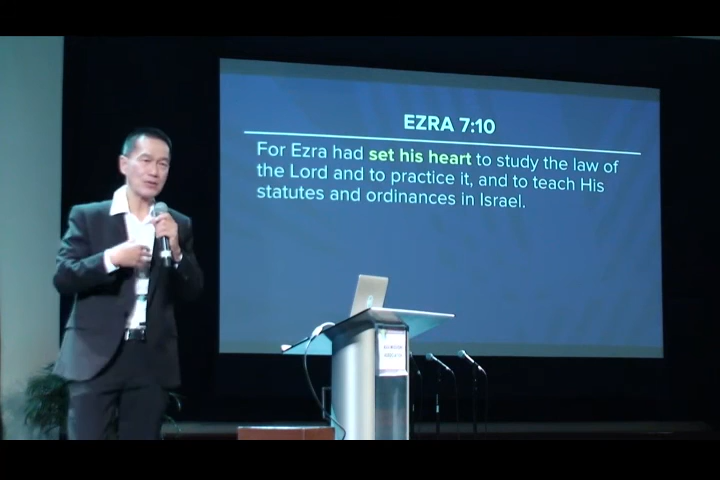 EZRA 7:10
For Ezra had set his heart to study the law of
the Lord and to practice it, and to teach His
statutes and ordinances in Israel.